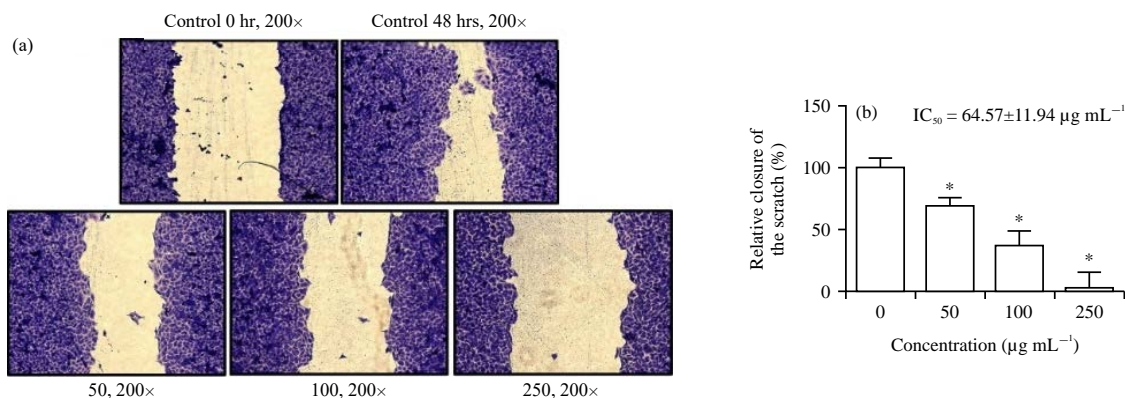 Control 0 hr, 200×
Control 48 hrs, 200×
(a)
50, 200×
100, 200×
250, 200×
(b)
IC₅₀ = 64.57±11.94 µg mL⁻¹
Relative closure of
the scratch (%)
150
100
50
0
*
*
*
0
50
100
250
Concentration (µg mL⁻¹)